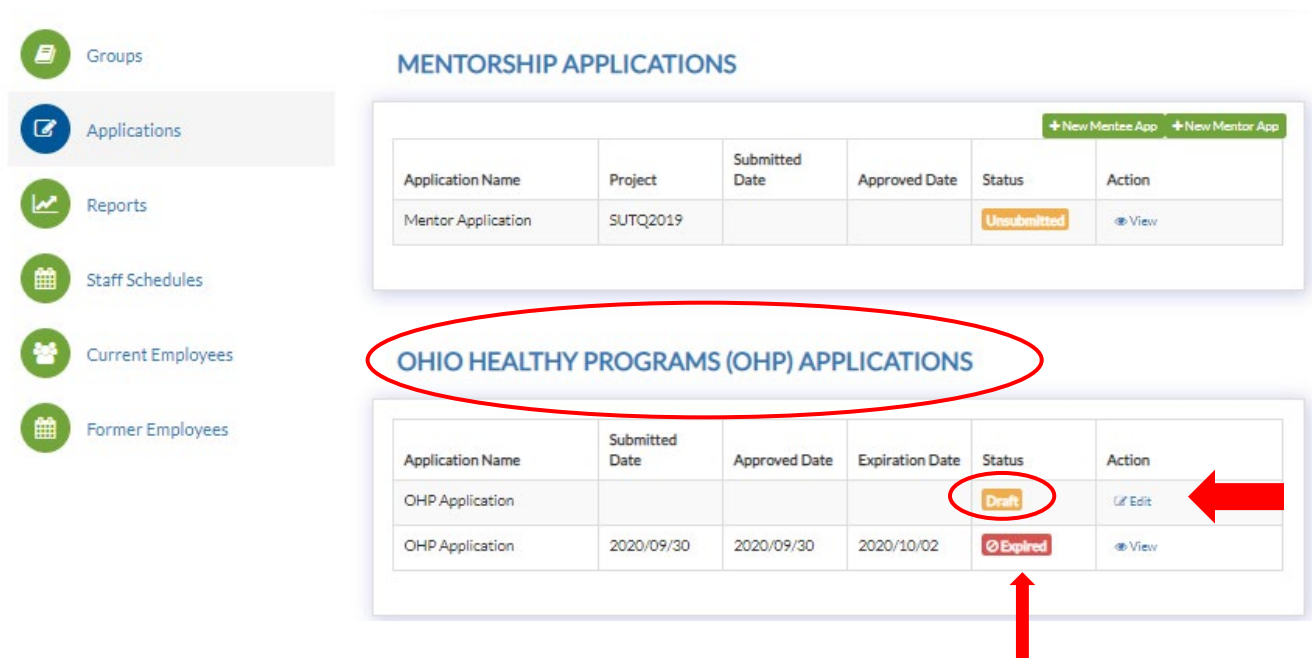 Groups
Applications
Reports
Staff Schedules
Current Employees
Former Employees
MENTORSHIP APPLICATIONS
+ New Mentee App + New Mentor App
Application Name Project Submitted Date Approved Date Status Action
Mentor Application SUTQ2019 Unsubmitted View
OHIO HEALTHY PROGRAMS (OHP) APPLICATIONS
Application Name Submitted Date Approved Date Expiration Date Status Action
OHP Application Draft Edit
OHP Application 2020/09/30 2020/09/30 2020/10/02 Expired View